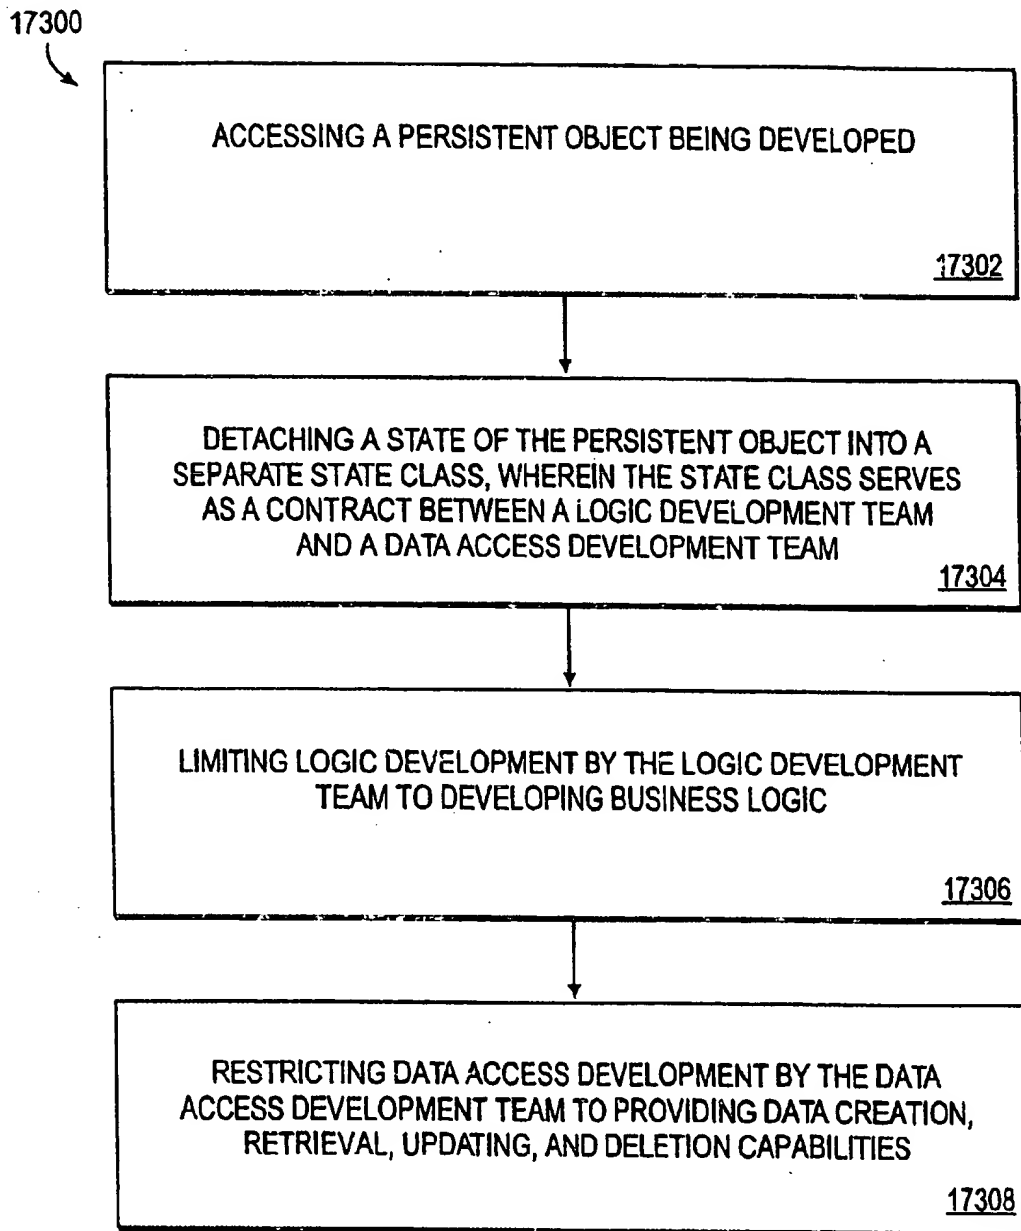 17300
ACCESSING A PERSISTENT OBJECT BEING DEVELOPED
17302
DETACHING A STATE OF THE PERSISTENT OBJECT INTO A
SEPARATE STATE CLASS, WHEREIN THE STATE CLASS SERVES
AS A CONTRACT BETWEEN A LOGIC DEVELOPMENT TEAM
AND A DATA ACCESS DEVELOPMENT TEAM
17304
LIMITING LOGIC DEVELOPMENT BY THE LOGIC DEVELOPMENT
TEAM TO DEVELOPING BUSINESS LOGIC
17306
RESTRICTING DATA ACCESS DEVELOPMENT BY THE DATA
ACCESS DEVELOPMENT TEAM TO PROVIDING DATA CREATION,
RETRIEVAL, UPDATING, AND DELETION CAPABILITIES
17308